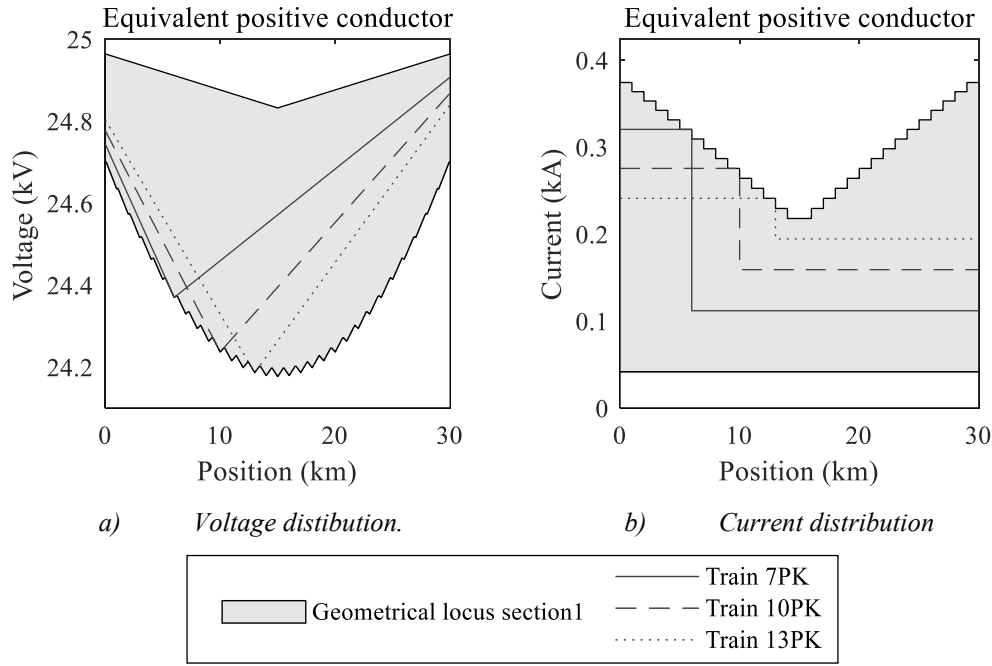 Equivalent positive conductor
25
24.8
24.6
24.4
24.2
Voltage (kV)
0 10 20 30
Position (km)
Equivalent positive conductor
0.4
0.3
0.2
0.1
0
Current (kA)
0 10 20 30
Position (km)
a) Voltage distibution.
b) Current distribution
Geometrical locus section1
Train 7PK
Train 10PK
Train 13PK